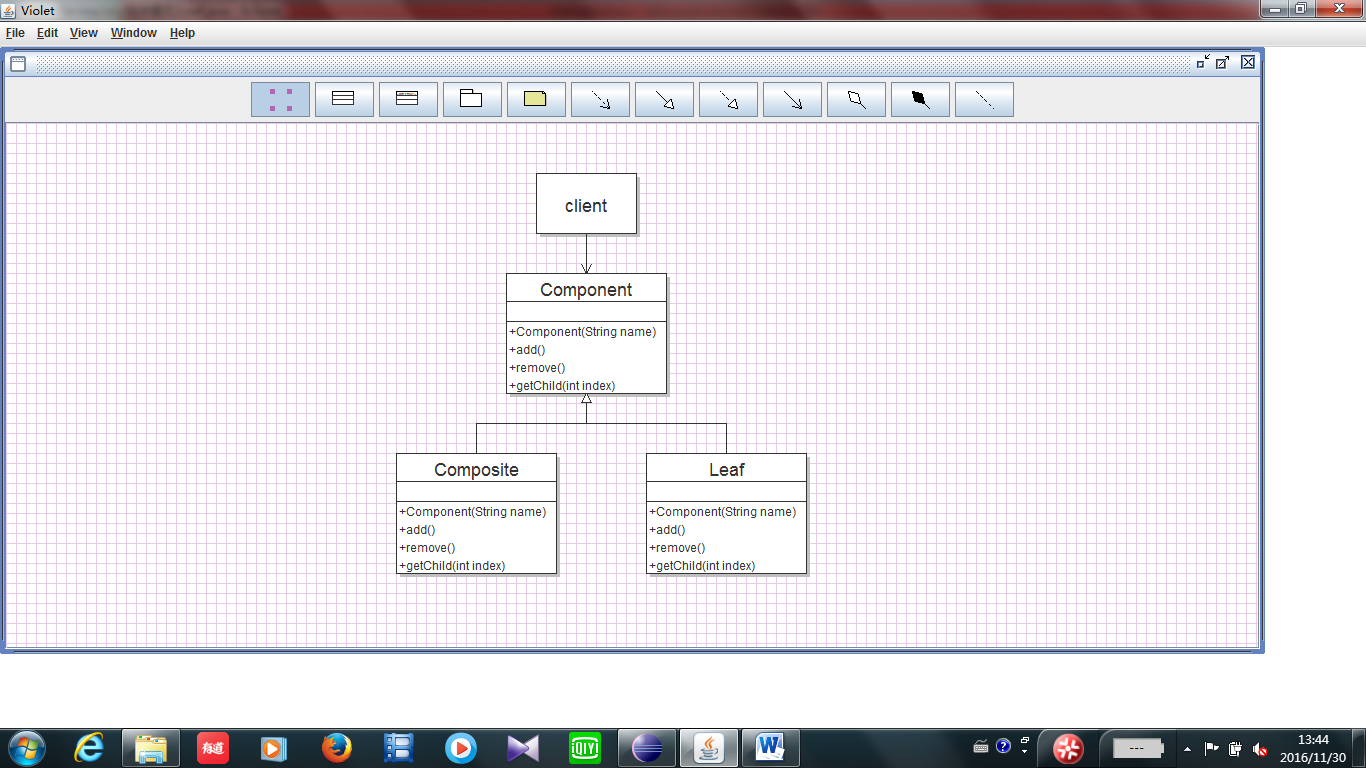 Violet
File Edit View Window Help
client
Component
+Component(String name)
+add()
+remove()
+getChild(int index)
Composite
+Component(String name)
+add()
+remove()
+getChild(int index)
Leaf
+Component(String name)
+add()
+remove()
+getChild(int index)
有道
QIYI
W
---
13:44
2016/11/30